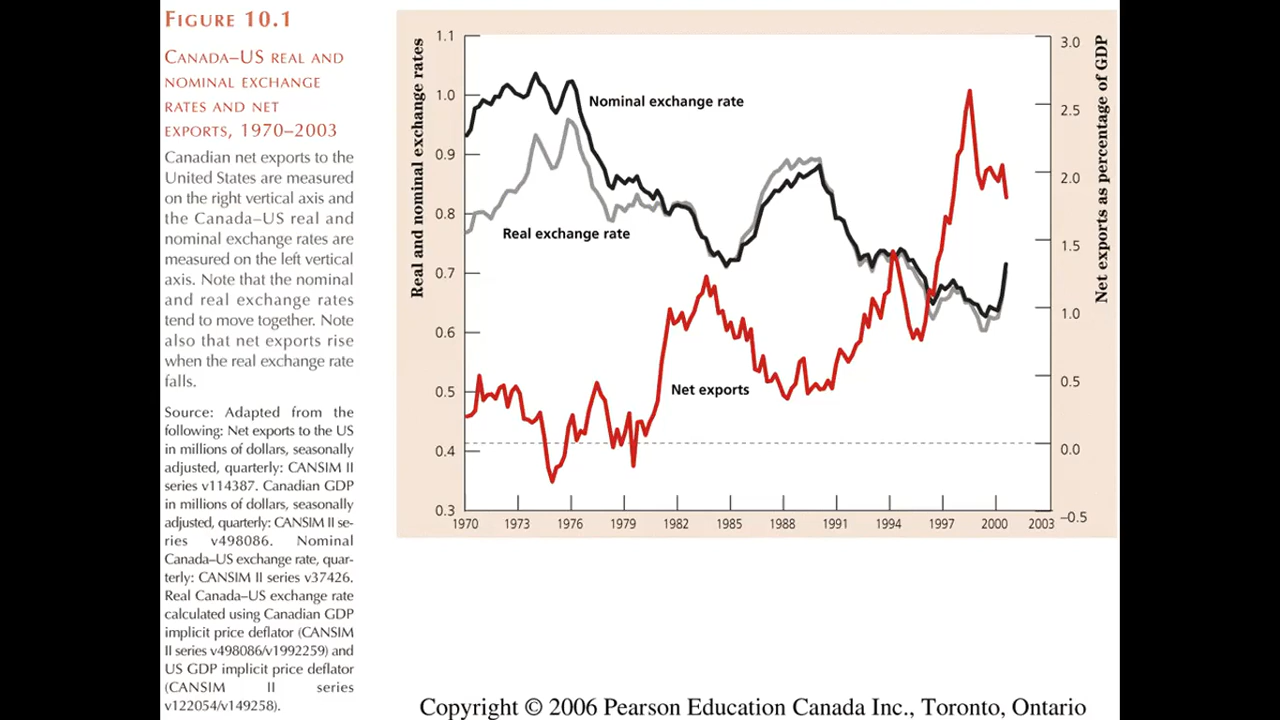 FIGURE 10.1
CANADA–US REAL AND
NOMINAL EXCHANGE
RATES AND NET
EXPORTS, 1970–2003
Canadian net exports to the
United States are measured
on the right vertical axis and
the Canada–US real and
nominal exchange rates are
measured on the left vertical
axis. Note that the nominal
and real exchange rates
tend to move together. Note
also that net exports rise
when the real exchange rate
falls.
Source: Adapted from the
following: Net exports to the US
in millions of dollars, seasonally
adjusted, quarterly: CANSIM II
series v114387. Canadian GDP
in millions of dollars, seasonally
adjusted, quarterly: CANSIM II se-
ries v498086. Nominal
Canada–US exchange rate, quar-
terly: CANSIM II series v37426.
Real Canada–US exchange rate
calculated using Canadian GDP
implicit price deflator (CANSIM
II series v498086/v1992259) and
US GDP implicit price deflator
(CANSIM II series
v122054/v149258).
Real and nominal exchange rates
1.1
1.0
0.9
0.8
0.7
0.6
0.5
0.4
0.3
Nominal exchange rate
Real exchange rate
Net exports
3.0
2.5
2.0
1.5
1.0
0.5
0.0
–0.5
Net exports as percentage of GDP
1970 1973 1976 1979 1982 1985 1988 1991 1994 1997 2000 2003
Copyright © 2006 Pearson Education Canada Inc., Toronto, Ontario